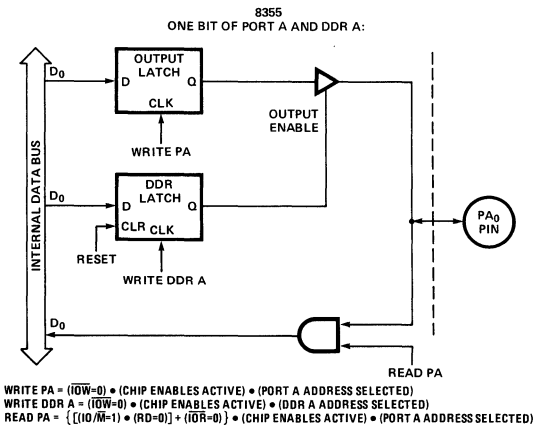 8355
ONE BIT OF PORT A AND DDR A:
OUTPUT
LATCH
D₀
D
Q
CLK
OUTPUT
ENABLE
WRITE PA
DDR
LATCH
D₀
D
Q
CLR CLK
RESET
WRITE DDR A
INTERNAL DATA BUS
PA₀
PIN
D₀
READ PA
WRITE PA = (I̅O̅W̅=0) • (CHIP ENABLES ACTIVE) • (PORT A ADDRESS SELECTED)
WRITE DDR A = (I̅O̅W̅=0) • (CHIP ENABLES ACTIVE) • (DDR A ADDRESS SELECTED)
READ PA = {[(IO/M̅=1) • (RD=0)] + (I̅O̅R̅=0)} • (CHIP ENABLES ACTIVE) • (PORT A ADDRESS SELECTED)